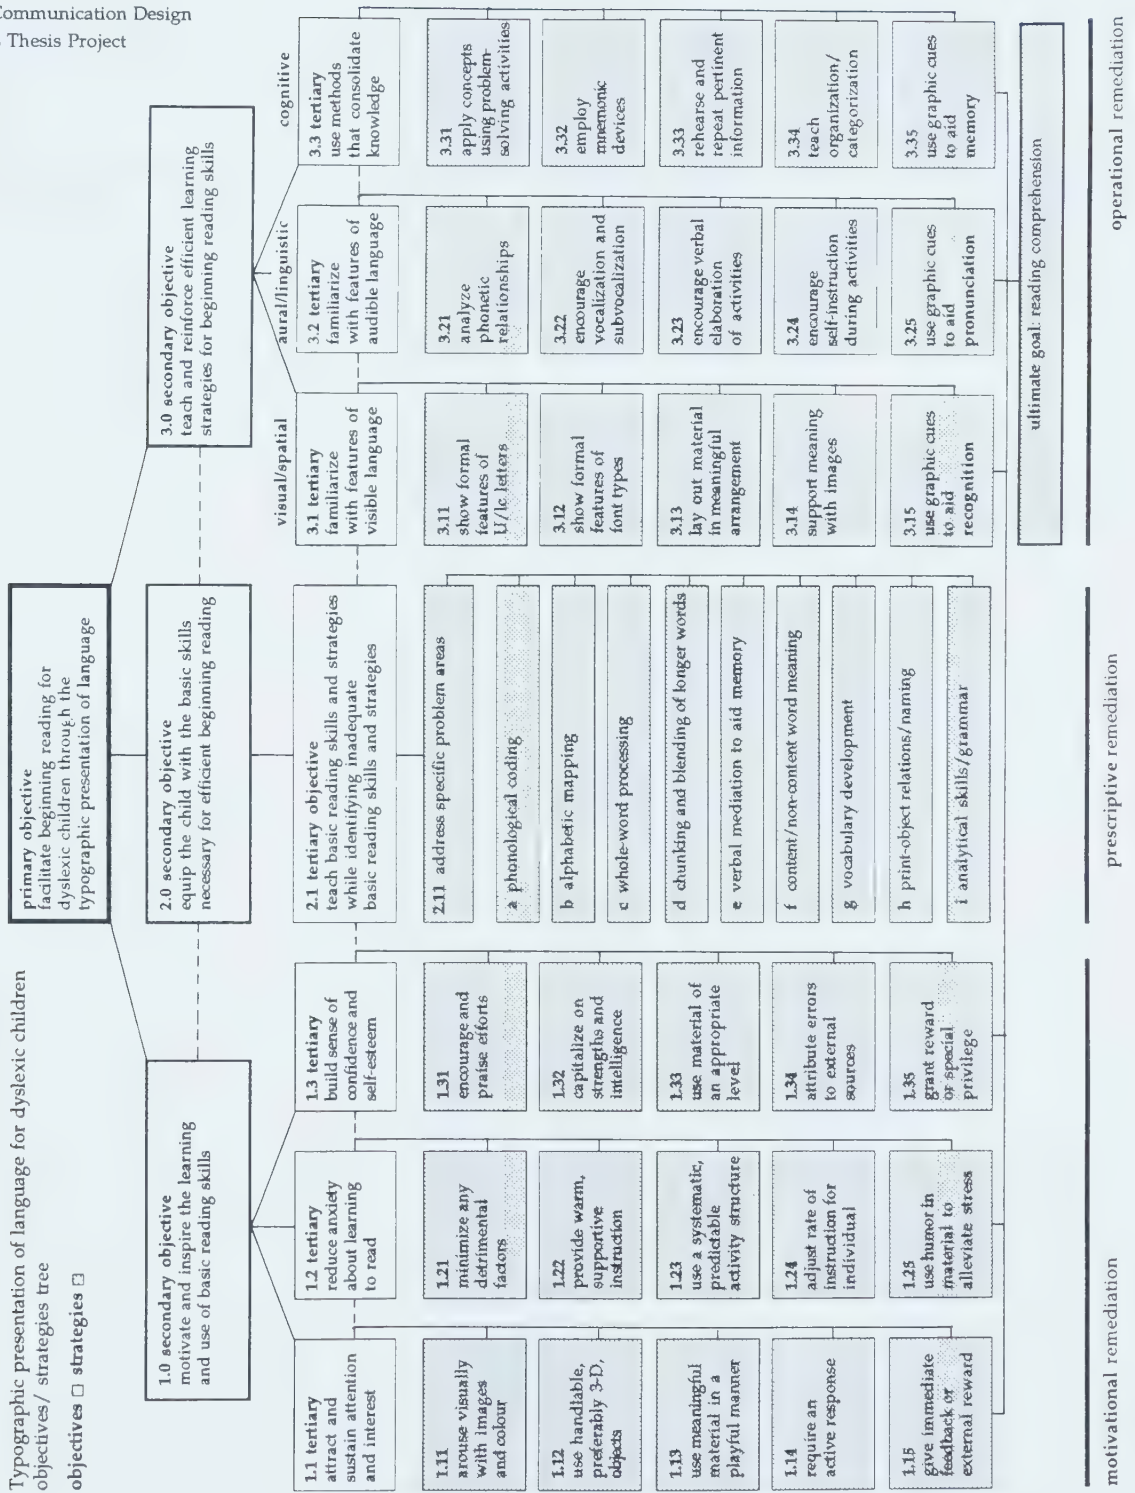 Communication Design
Thesis Project
Typographic presentation of language for dyslexic children
objectives/ strategies tree
objectives □ strategies □
primary objective
facilitate beginning reading for
dyslexic children through the
typographic presentation of language
1.0 secondary objective
motivate and inspire the learning
and use of basic reading skills
2.0 secondary objective
equip the child with the basic skills
necessary for efficient beginning reading
3.0 secondary objective
teach and reinforce efficient learning
strategies for beginning reading skills
visual/spatial
aural/linguistic
cognitive
1.1 tertiary
attract and
sustain attention
and interest
1.2 tertiary
reduce anxiety
about learning
to read
1.3 tertiary
build sense of
confidence and
self-esteem
2.1 tertiary objective
teach basic reading skills and strategies
while identifying inadequate
basic reading skills and strategies
3.1 tertiary
familiarize
with features of
visible language
3.2 tertiary
familiarize
with features of
audible language
3.3 tertiary
use methods
that consolidate
knowledge
1.11
arouse visually
with images
and colour
1.12
use handlable,
preferably 3-D,
objects
1.13
use meaningful
material in a
playful manner
1.14
require an
active response
1.15
give immediate
feedback or
external reward
1.21
minimize any
detrimental
factors
1.22
provide warm,
supportive
instruction
1.23
use a systematic,
predictable
activity structure
1.24
adjust rate of
instruction for
individual
1.25
use humor in
material to
alleviate stress
1.31
encourage and
praise efforts
1.32
capitalize on
strengths and
intelligence
1.33
use material of
an appropriate
level
1.34
attribute errors
to external
sources
1.35
grant reward
or special
privilege
2.11 address specific problem areas
a phonological coding
b alphabetic mapping
c whole-word processing
d chunking and blending of longer words
e verbal mediation to aid memory
f content/non-content word meaning
g vocabulary development
h print-object relations/naming
i analytical skills/grammar
3.11
show formal
features of
U/lc letters
3.12
show formal
features of
font types
3.13
lay out material
in meaningful
arrangement
3.14
support meaning
with images
3.15
use graphic cues
to aid
recognition
3.21
analyze
phonetic
relationships
3.22
encourage
vocalization and
subvocalization
3.23
encourage verbal
elaboration
of activities
3.24
encourage
self-instruction
during activities
3.25
use graphic cues
to aid
pronunciation
3.31
apply concepts
using problem-
solving activities
3.32
employ
mnemonic
devices
3.33
rehearse and
repeat pertinent
information
3.34
teach
organization/
categorization
3.35
use graphic cues
to aid
memory
ultimate goal: reading comprehension
motivational remediation
prescriptive remediation
operational remediation